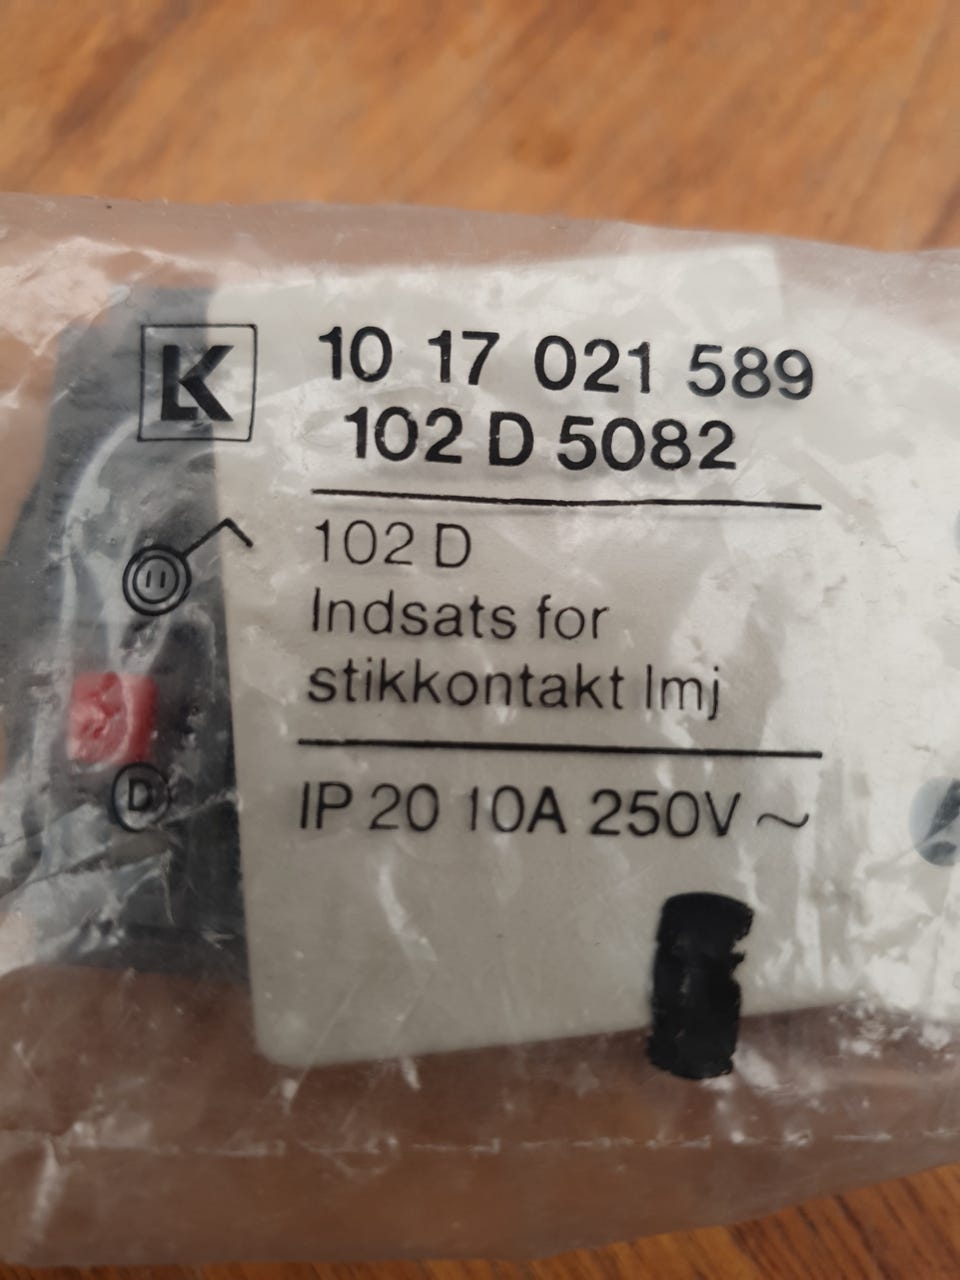 LK
10 17 021 589
102 D 5082
102 D
Indsats for
stikkontakt lmj
D
IP 20 10A 250V ~